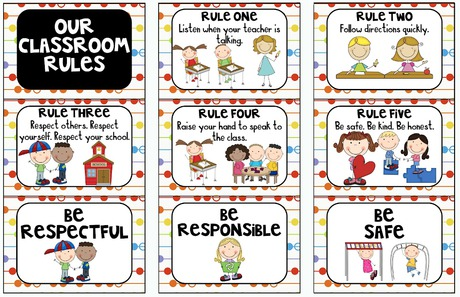 OUR
CLASSROOM
RULES
RULE ONE
Listen when your teacher is
talking.
RULE TWO
Follow directions quickly.
RULE THREE
Respect others. Respect
yourself. Respect your school.
RULE FOUR
Raise your hand to speak to
the class.
RULE FIVE
Be safe. Be kind. Be honest.
BE
RESPECTFUL
BE
RESPONSIBLE
BE
SAFE